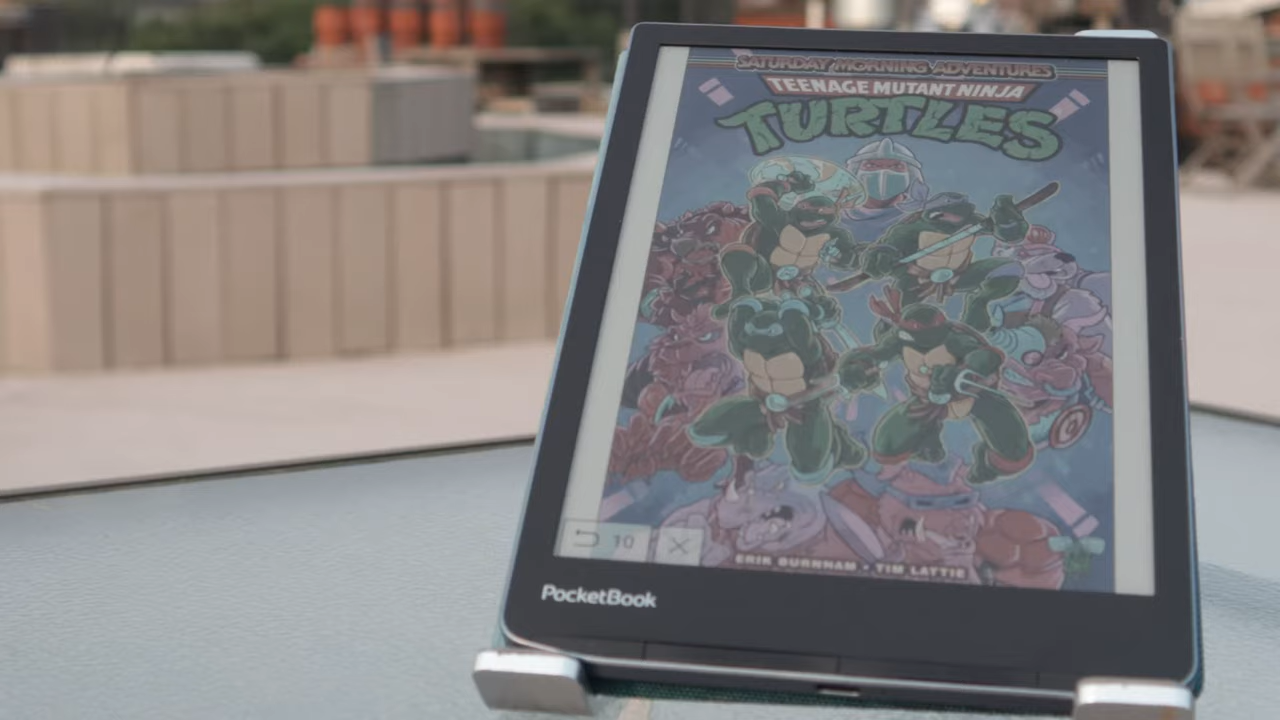 SATURDAY MORNING ADVENTURES
TEENAGE MUTANT NINJA
TURTLES
10
ERIK BURNHAM • TIM LATTIE
PocketBook